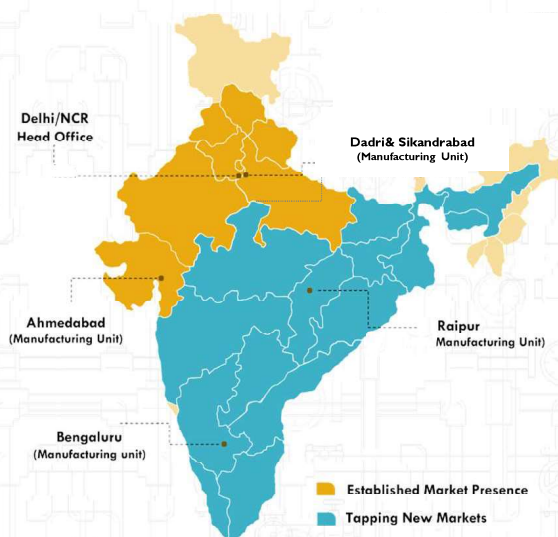 Delhi/NCR
Head Office
Dadri& Sikandrabad
(Manufacturing Unit)
Ahmedabad
(Manufacturing Unit)
Raipur
Manufacturing Unit)
Bengaluru
(Manufacturing unit)
Established Market Presence
Tapping New Markets